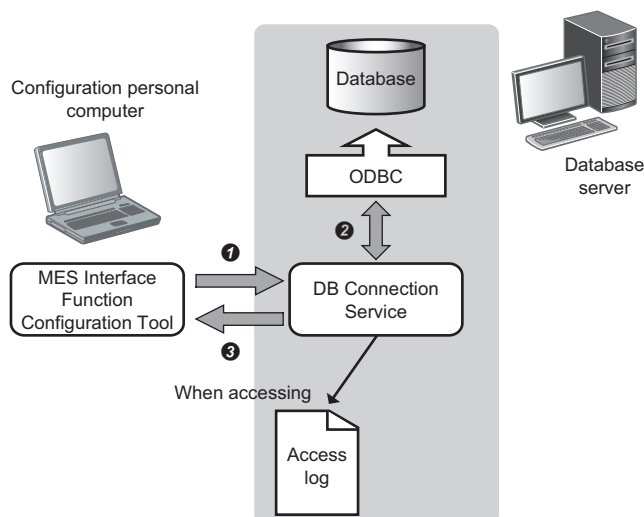 Configuration personal
computer
Database
Database
server
ODBC
❶
❷
MES Interface
Function
Configuration Tool
DB Connection
Service
❸
When accessing
Access
log